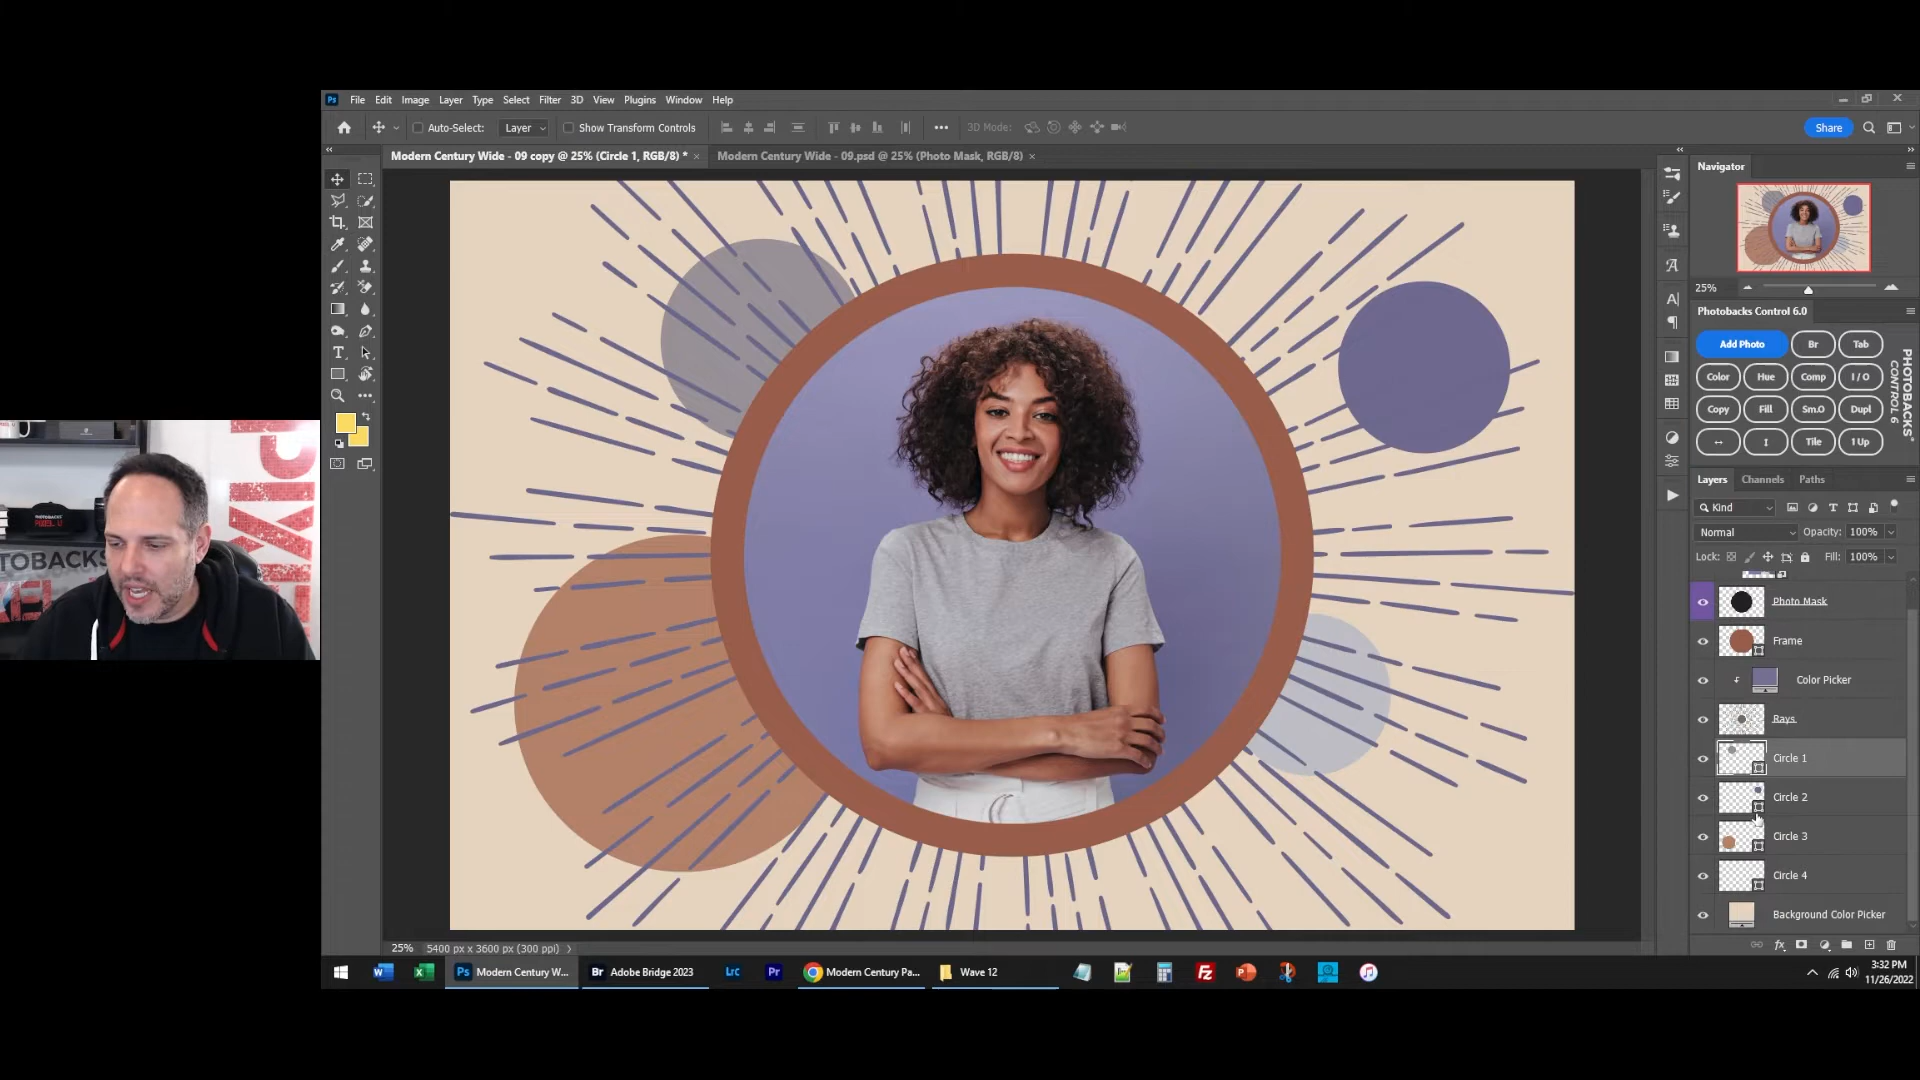 Ps File Edit Image Layer Type Select Filter 3D View Plugins Window Help
Auto-Select: Layer Show Transform Controls ••• 3D Mode: Share
Modern Century Wide - 09 copy @ 25% (Circle 1, RGB/8) * × Modern Century Wide - 09.psd @ 25% (Photo Mask, RGB/8) ×
Navigator
25%
Photobacks Control 6.0
Add Photo Br Tab
Color Hue Comp I / O
Copy Fill Sm.O Dupl
↔ I Tile 1 Up
PHOTOBACKS
CONTROL 6
Layers Channels Paths
Kind
Normal Opacity: 100%
Lock: Fill: 100%
Photo Mask
Frame
Color Picker
Rays
Circle 1
Circle 2
Circle 3
Circle 4
Background Color Picker
25% 5400 px x 3600 px (300 ppi)
Ps Modern Century W... Br Adobe Bridge 2023 Lrc Pr Modern Century Pa... Wave 12
3:32 PM
11/26/2022
OTOBACKS